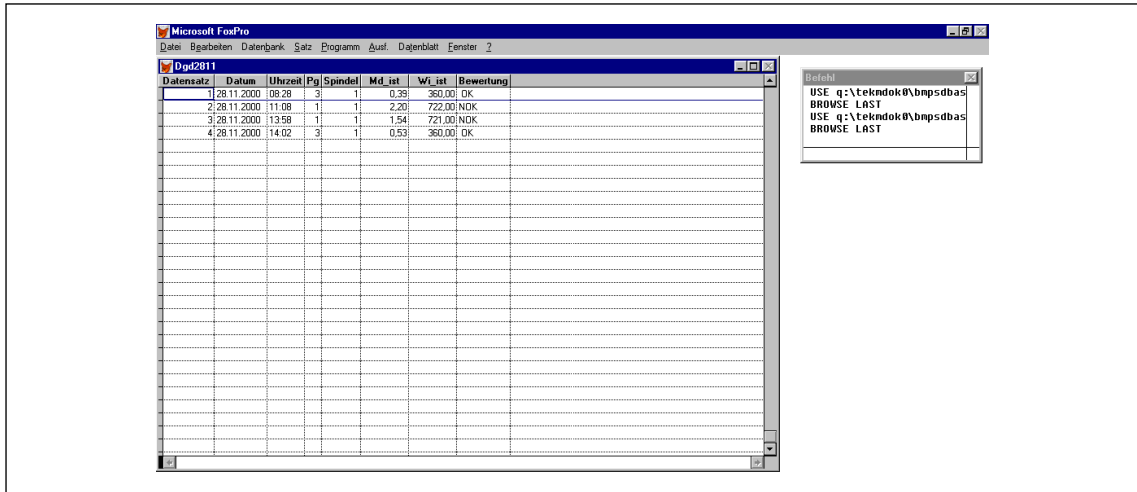 Microsoft FoxPro
Datei Bearbeiten Datenbank Satz Programm Ausf. Datenblatt Fenster ?
Dgd2811
Datensatz Datum Uhrzeit Pg Spindel Md_ist Wi_ist Bewertung
1 28.11.2000 08:28 3 1 0,39 360,00 OK
2 28.11.2000 11:08 1 1 2,20 722,00 NOK
3 28.11.2000 13:58 1 1 1,54 721,00 NOK
4 28.11.2000 14:02 3 1 0,53 360,00 OK
Befehl
USE q:\tekmdok0\bmpsdbas
BROWSE LAST
USE q:\tekmdok0\bmpsdbas
BROWSE LAST